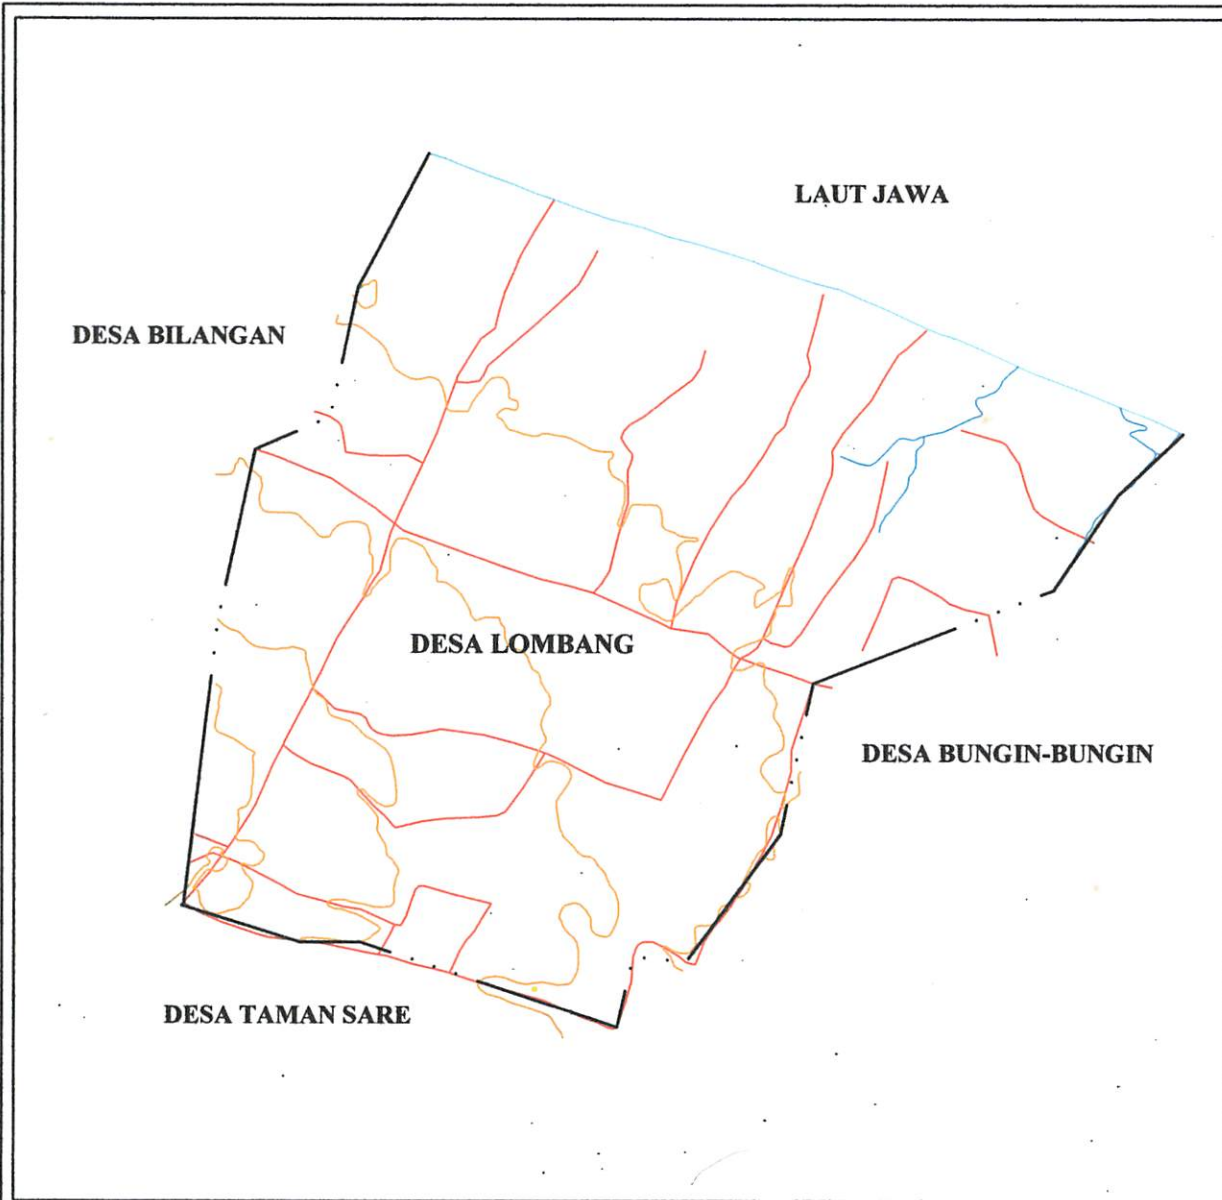 LAUT JAWA
DESA BILANGAN
DESA LOMBANG
DESA BUNGIN-BUNGIN
DESA TAMAN SARE